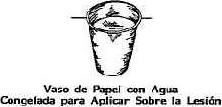 Vaso de Papel con Agua
Congelada para Aplicar Sobre la Lesión